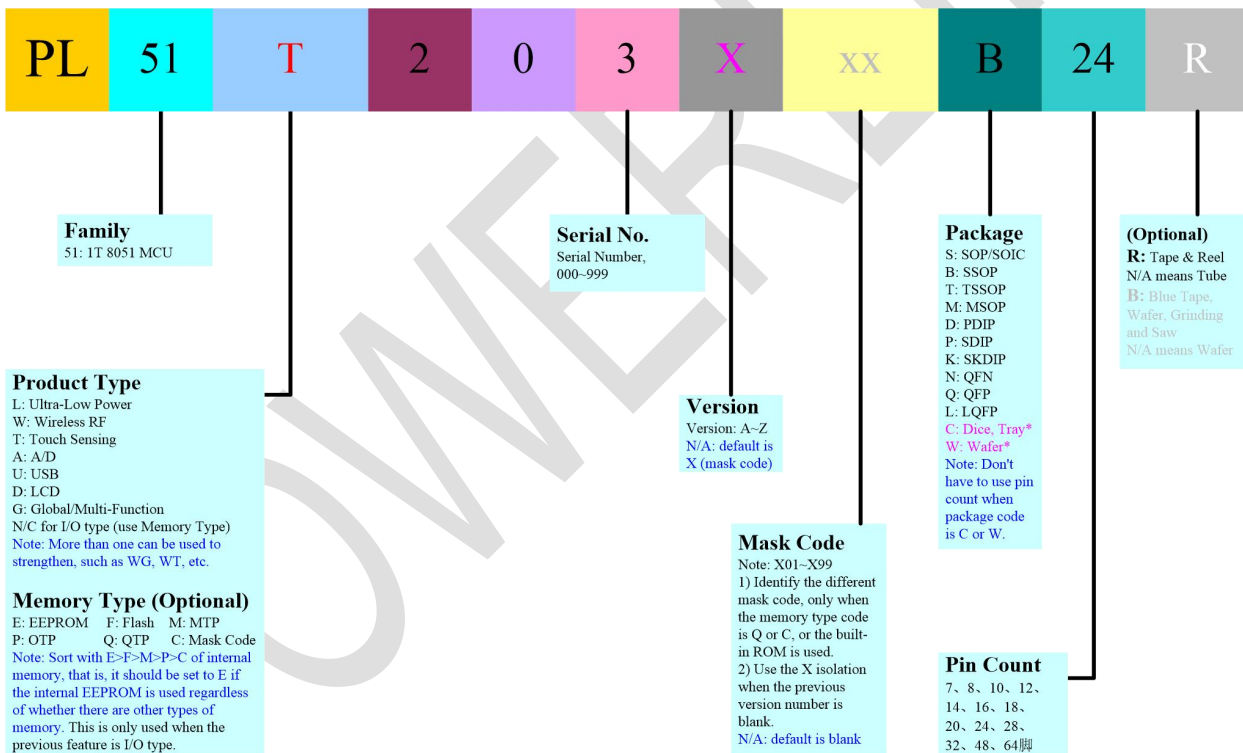 PL 51 T 2 0 3 X xx B 24 R
Family
51: 1T 8051 MCU
Serial No.
Serial Number,
000~999
Package
S: SOP/SOIC
B: SSOP
T: TSSOP
M: MSOP
D: PDIP
P: SDIP
K: SKDIP
N: QFN
Q: QFP
L: LQFP
C: Dice, Tray*
W: Wafer*
Note: Don't
have to use pin
count when
package code
is C or W.
(Optional)
R: Tape & Reel
N/A means Tube
B: Blue Tape,
Wafer, Grinding
and Saw
N/A means Wafer
Product Type
L: Ultra-Low Power
W: Wireless RF
T: Touch Sensing
A: A/D
U: USB
D: LCD
G: Global/Multi-Function
N/C for I/O type (use Memory Type)
Note: More than one can be used to
strengthen, such as WG, WT, etc.
Memory Type (Optional)
E: EEPROM F: Flash M: MTP
P: OTP Q: QTP C: Mask Code
Note: Sort with E>F>M>P>C of internal
memory, that is, it should be set to E if
the internal EEPROM is used regardless
of whether there are other types of
memory. This is only used when the
previous feature is I/O type.
Version
Version: A~Z
N/A: default is
X (mask code)
Mask Code
Note: X01~X99
1) Identify the different
mask code, only when
the memory type code
is Q or C, or the built-
in ROM is used.
2) Use the X isolation
when the previous
version number is
blank.
N/A: default is blank
Pin Count
7、8、10、12、
14、16、18、
20、24、28、
32、48、64脚